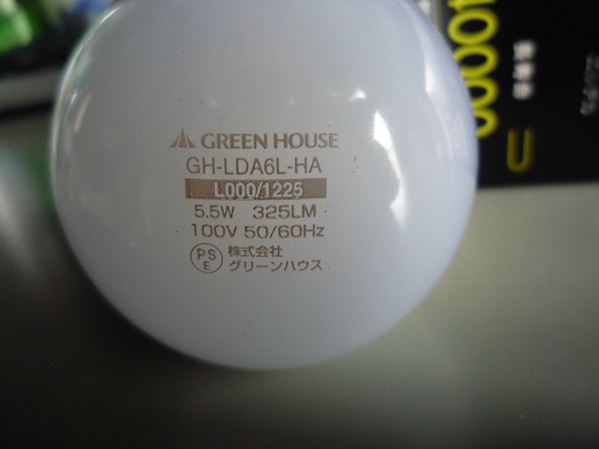 GREEN HOUSE
GH-LDA6L-HA
L000/1225
5.5W 325LM
100V 50/60Hz
PS
E
株式会社
グリーンハウス